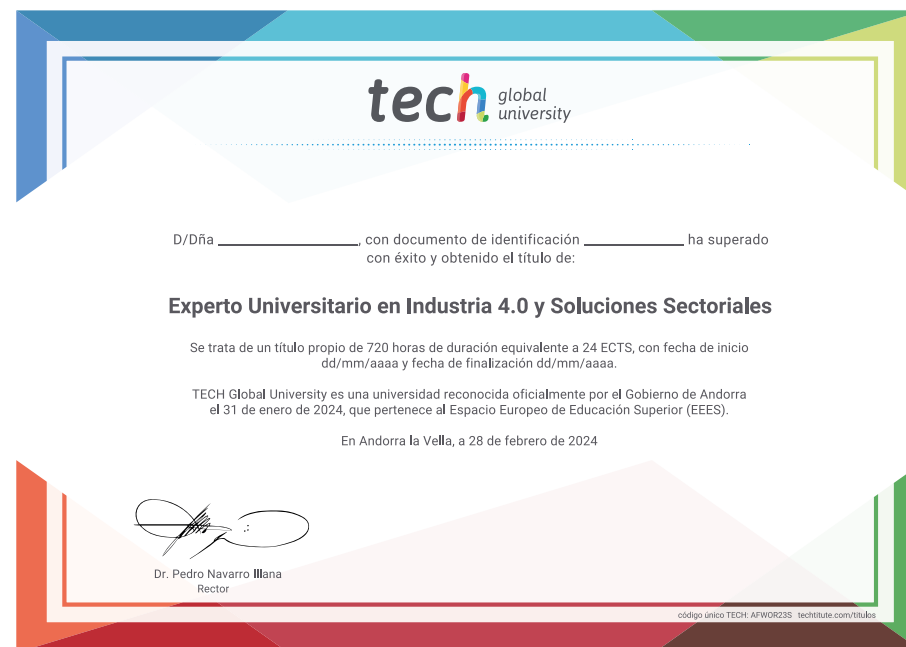 tech global
university
D/Dña ____________________, con documento de identificación ______________ ha superado
con éxito y obtenido el título de:
Experto Universitario en Industria 4.0 y Soluciones Sectoriales
Se trata de un título propio de 720 horas de duración equivalente a 24 ECTS, con fecha de inicio
dd/mm/aaaa y fecha de finalización dd/mm/aaaa.
TECH Global University es una universidad reconocida oficialmente por el Gobierno de Andorra
el 31 de enero de 2024, que pertenece al Espacio Europeo de Educación Superior (EEES).
En Andorra la Vella, a 28 de febrero de 2024
Dr. Pedro Navarro Illana
Rector
código único TECH: AFWOR23S techtitute.com/titulos